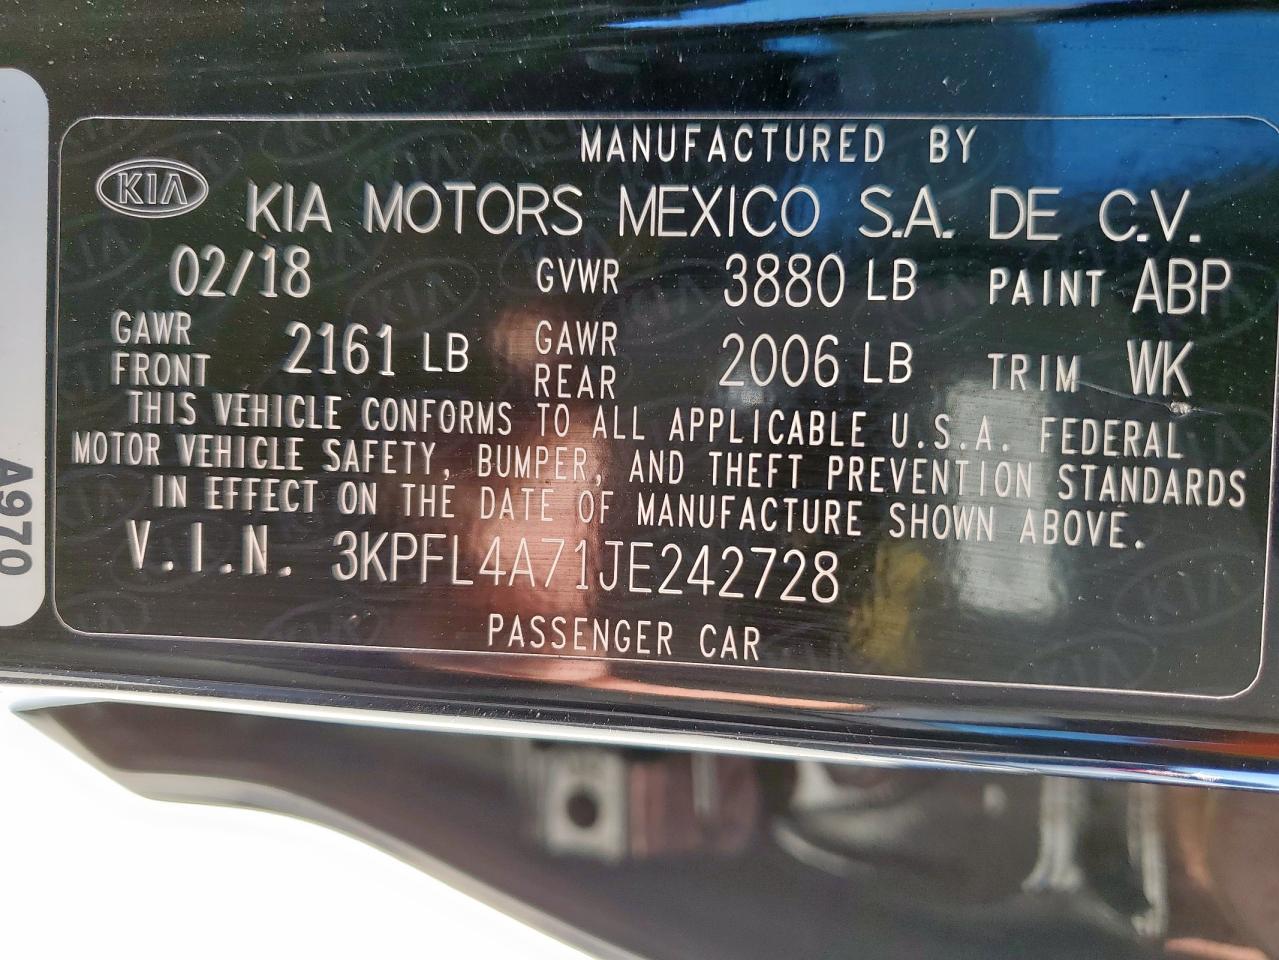 MANUFACTURED BY
KIA
KIA MOTORS MEXICO S.A. DE C.V.
02/18 GVWR 3880 LB PAINT ABP
GAWR FRONT 2161 LB GAWR REAR 2006 LB TRIM WK
THIS VEHICLE CONFORMS TO ALL APPLICABLE U.S.A. FEDERAL
MOTOR VEHICLE SAFETY, BUMPER, AND THEFT PREVENTION STANDARDS
IN EFFECT ON THE DATE OF MANUFACTURE SHOWN ABOVE.
V.I.N. 3KPFL4A71JE242728
PASSENGER CAR
A970